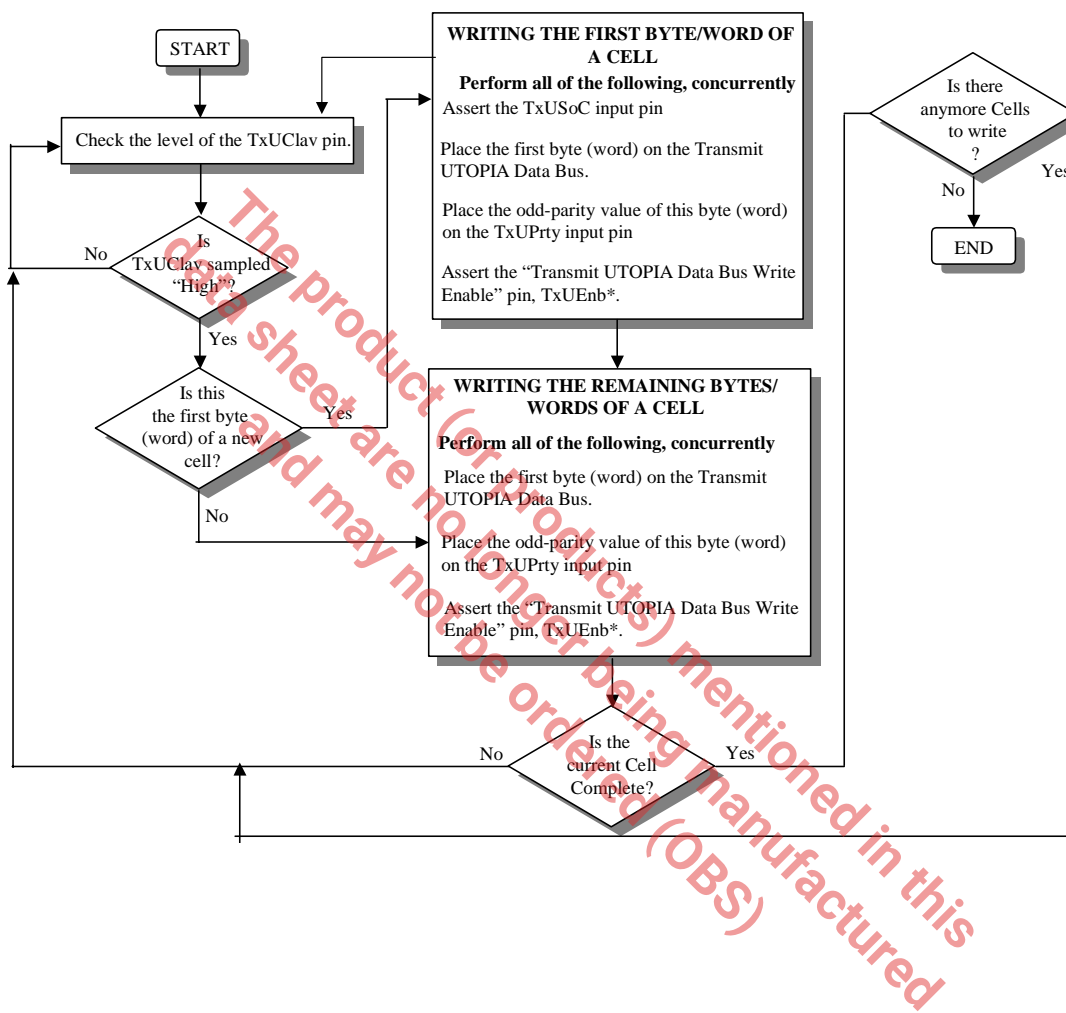 START
Check the level of the TxUClav pin.
Is
TxUClav sampled
“High”?
No
Yes
Is this
the first byte
(word) of a new
cell?
Yes
No
WRITING THE FIRST BYTE/WORD OF
A CELL
Perform all of the following, concurrently
Assert the TxUSoC input pin
Place the first byte (word) on the Transmit
UTOPIA Data Bus.
Place the odd-parity value of this byte (word)
on the TxUPrty input pin
Assert the “Transmit UTOPIA Data Bus Write
Enable” pin, TxUEnb*.
WRITING THE REMAINING BYTES/
WORDS OF A CELL
Perform all of the following, concurrently
Place the first byte (word) on the Transmit
UTOPIA Data Bus.
Place the odd-parity value of this byte (word)
on the TxUPrty input pin
Assert the “Transmit UTOPIA Data Bus Write
Enable” pin, TxUEnb*.
Is the
current Cell
Complete?
No
Yes
Is there
anymore Cells
to write
?
Yes
No
END
The product (or products) mentioned in this
data sheet are no longer being manufactured
and may not be ordered (OBS)